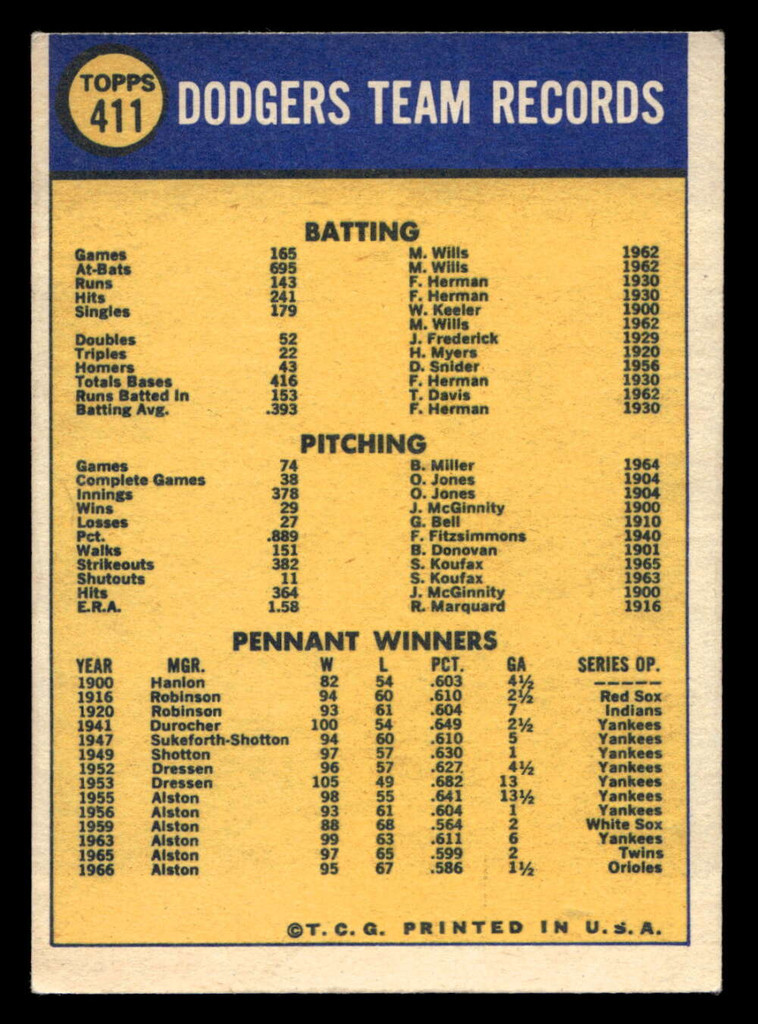 TOPPS
411
DODGERS TEAM RECORDS
BATTING
Games 165 M. Wills 1962
At-Bats 695 M. Wills 1962
Runs 143 F. Herman 1930
Hits 241 F. Herman 1930
Singles 179 W. Keeler 1900
M. Wills 1962
Doubles 52 J. Frederick 1929
Triples 22 H. Myers 1920
Homers 43 D. Snider 1956
Totals Bases 416 F. Herman 1930
Runs Batted In 153 T. Davis 1962
Batting Avg. .393 F. Herman 1930
PITCHING
Games 74 B. Miller 1964
Complete Games 38 O. Jones 1904
Innings 378 O. Jones 1904
Wins 29 J. McGinnity 1900
Losses 27 G. Bell 1910
Pct. .889 F. Fitzsimmons 1940
Walks 151 B. Donovan 1901
Strikeouts 382 S. Koufax 1965
Shutouts 11 S. Koufax 1963
Hits 364 J. McGinnity 1900
E.R.A. 1.58 R. Marquard 1916
PENNANT WINNERS
YEAR MGR. W L PCT. GA SERIES OP.
1900 Hanlon 82 54 .603 4½ -----
1916 Robinson 94 60 .610 2½ Red Sox
1920 Robinson 93 61 .604 7 Indians
1941 Durocher 100 54 .649 2½ Yankees
1947 Sukeforth-Shotton 94 60 .610 5 Yankees
1949 Shotton 97 57 .630 1 Yankees
1952 Dressen 96 57 .627 4½ Yankees
1953 Dressen 105 49 .682 13 Yankees
1955 Alston 98 55 .641 13½ Yankees
1956 Alston 93 61 .604 1 Yankees
1959 Alston 88 68 .564 2 White Sox
1963 Alston 99 63 .611 6 Yankees
1965 Alston 97 65 .599 2 Twins
1966 Alston 95 67 .586 1½ Orioles
©T. C. G. PRINTED IN U. S. A.